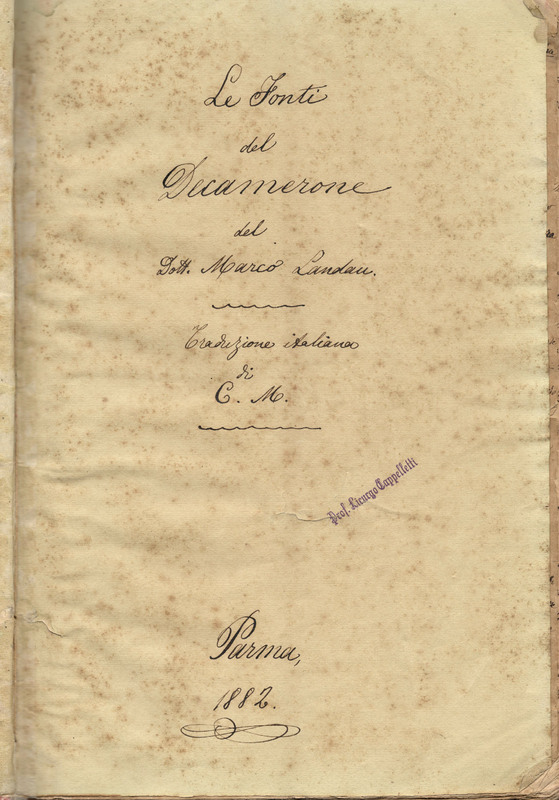 Le Fonti
del
Decamerone
del
Dott. Marco Landau.
Traduzione italiana
di
C. M.
Prof. Licurgo Cappelletti
Parma,
1882.